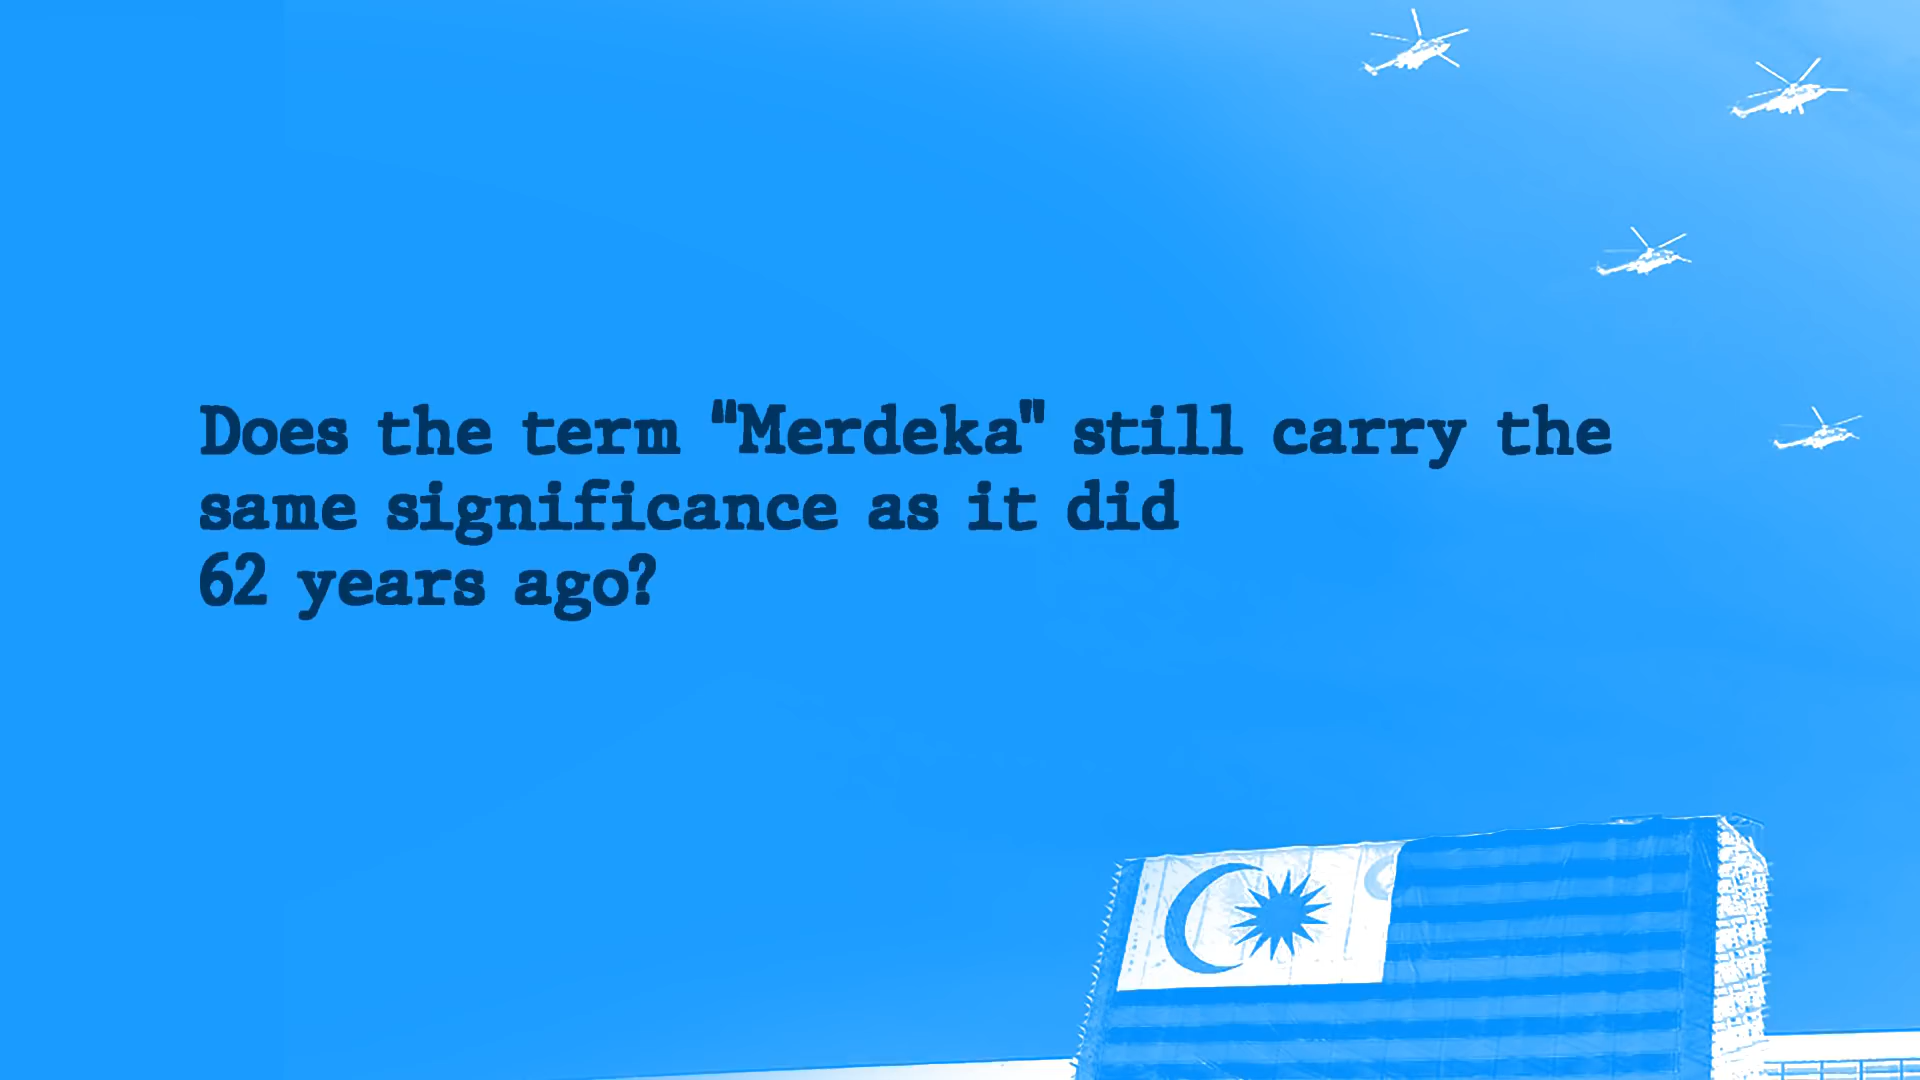 Does the term "Merdeka" still carry the
same significance as it did
62 years ago?